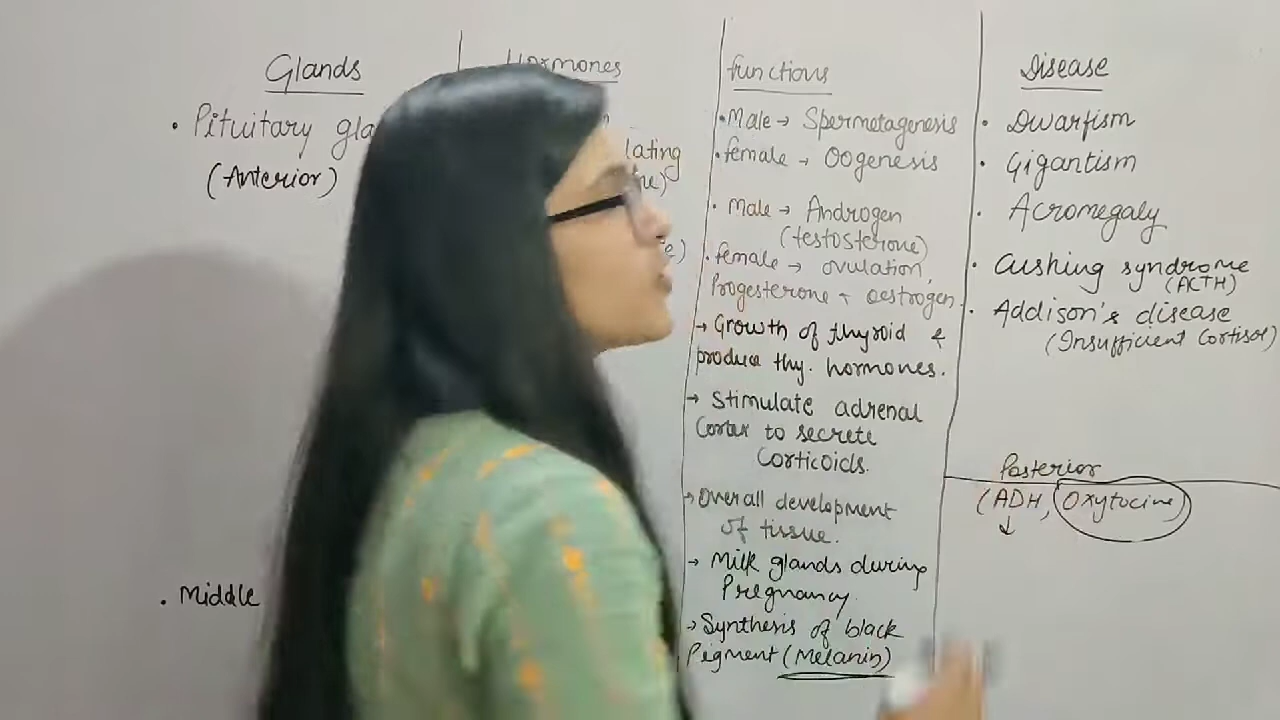 Glands
Pituitary gla
(Anterior)
. Middle
Hormones
lating
functions
. Male → Spermetagenesis
. female → Oogenesis
. Male → Androgen
(testosterone)
. female → ovulation,
Progesterone + oestrogen
→ Growth of thyroid &
produce thy. hormones.
→ Stimulate adrenal
Cortex to secrete
Corticoids.
→ Overall development
of tissue.
→ Milk glands during
Pregnancy.
→ Synthesis of black
Pigment (Melanin)
Disease
. Dwarfism
. Gigantism
. Acromegaly
. Cushing syndrome
(ACTH)
. Addison's disease
(Insufficient Cortisol)
Posterior
(ADH, Oxytocine)
↓